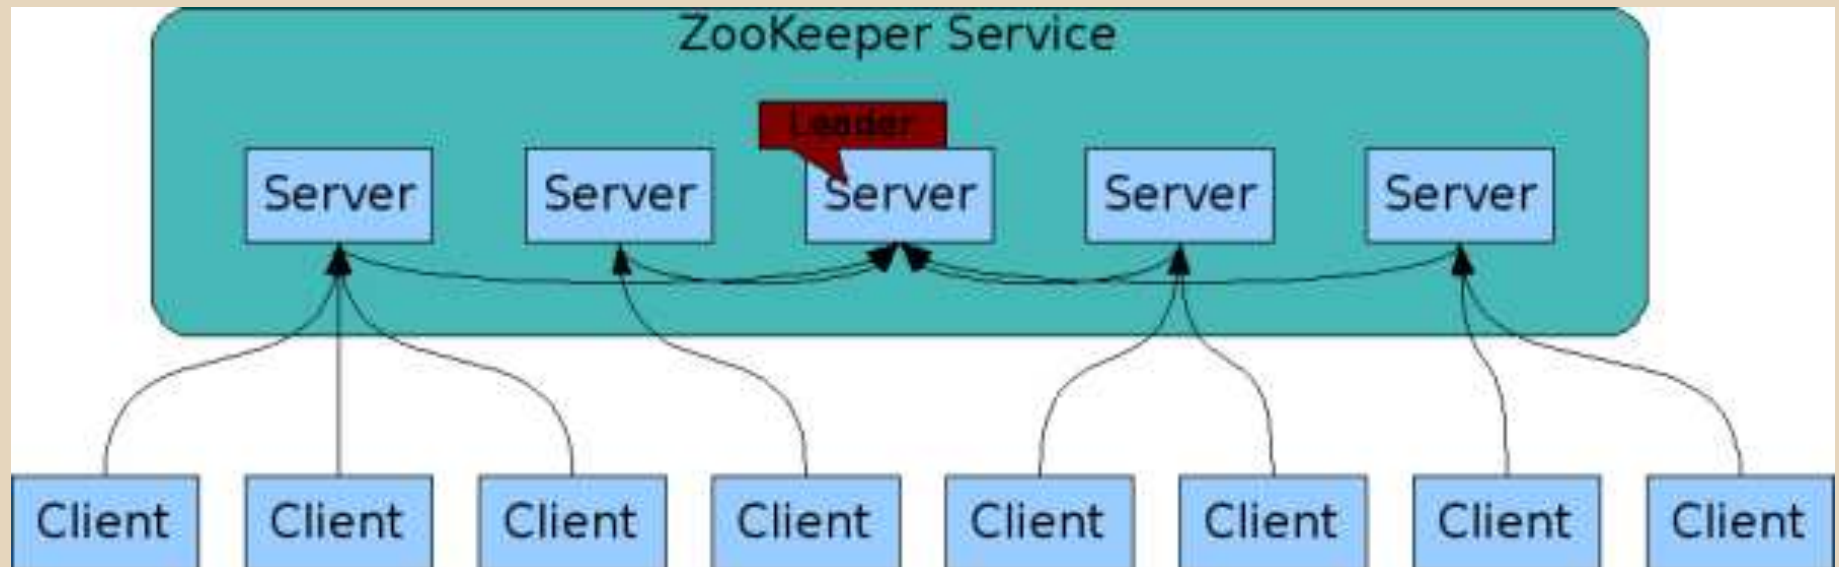 ZooKeeper Service
Leader
Server Server Server Server Server
Client Client Client Client Client Client Client Client